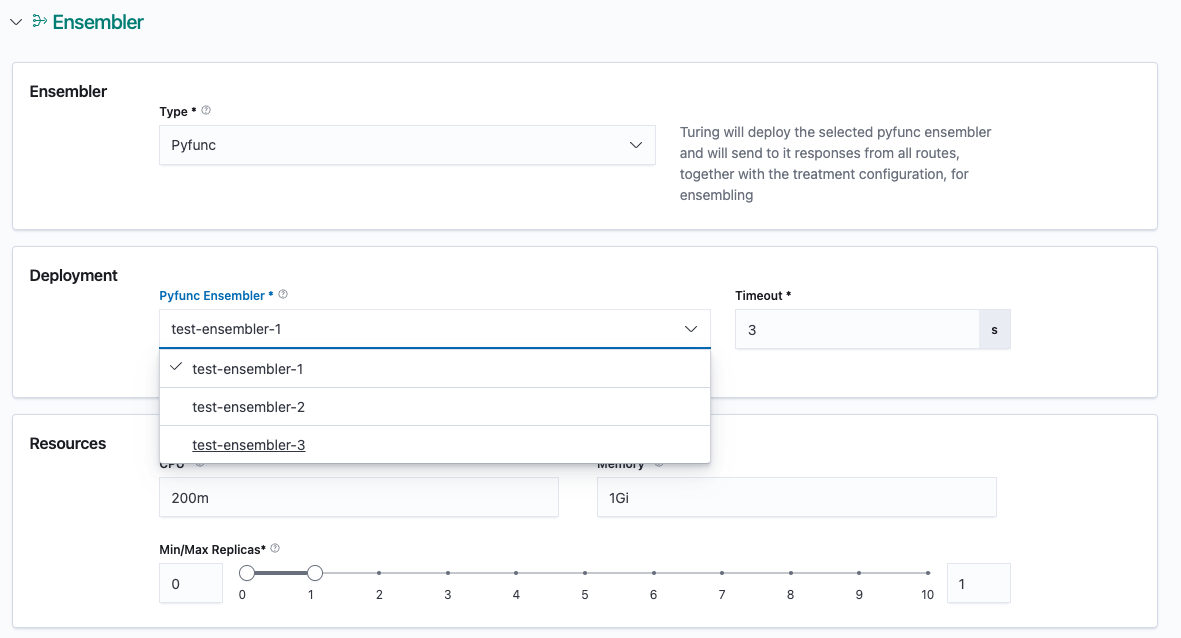 Ensembler
Ensembler
Type *
Pyfunc
Turing will deploy the selected pyfunc ensembler
and will send to it responses from all routes,
together with the treatment configuration, for
ensembling
Deployment
Pyfunc Ensembler *
test-ensembler-1
Timeout *
3
s
test-ensembler-1
test-ensembler-2
test-ensembler-3
Resources
CPU
Memory
200m
1Gi
Min/Max Replicas*
0
0 1 2 3 4 5 6 7 8 9 10
1